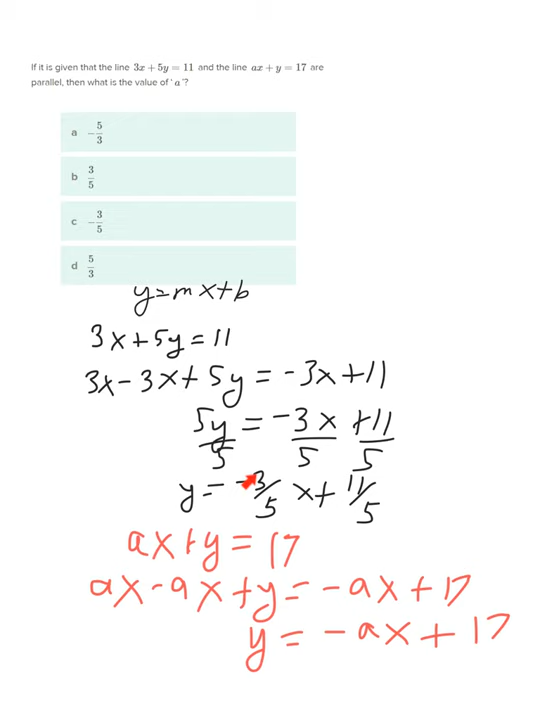 If it is given that the line 3x + 5y = 11 and the line ax + y = 17 are
parallel, then what is the value of ' a '?
a −5/3
b 3/5
c −3/5
d 5/3
y=mx+b
3x+5y=11
3x-3x+5y=-3x+11
5y/5=-3x/5+11/5
y=-3/5x+11/5
ax+y=17
ax-ax+y=-ax+17
y=-ax+17